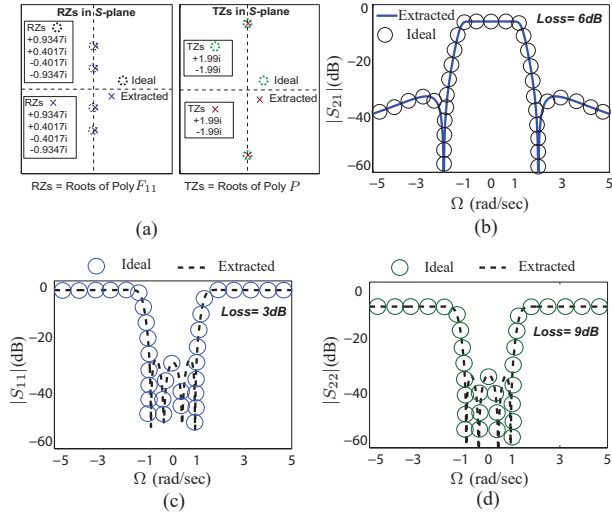 RZs in S-plane
RZs
+0.9347i
+0.4017i
-0.4017i
-0.9347i
Ideal
Extracted
RZs
+0.9347i
+0.4017i
-0.4017i
-0.9347i
RZs = Roots of Poly F11
TZs in S-plane
TZs
+1.99i
-1.99i
Ideal
Extracted
TZs
+1.99i
-1.99i
TZs = Roots of Poly P
(a)
Extracted
Ideal
Loss= 6dB
|S21|(dB)
0
-20
-40
-60
-5 -3 -1 0 1 3 5
Ω (rad/sec)
(b)
Ideal Extracted
Loss= 3dB
|S11|(dB)
0
-20
-40
-60
-5 -3 -1 0 1 3 5
Ω (rad/sec)
(c)
Ideal Extracted
Loss= 9dB
|S22|(dB)
0
-20
-40
-60
-5 -3 -1 0 1 3 5
Ω (rad/sec)
(d)